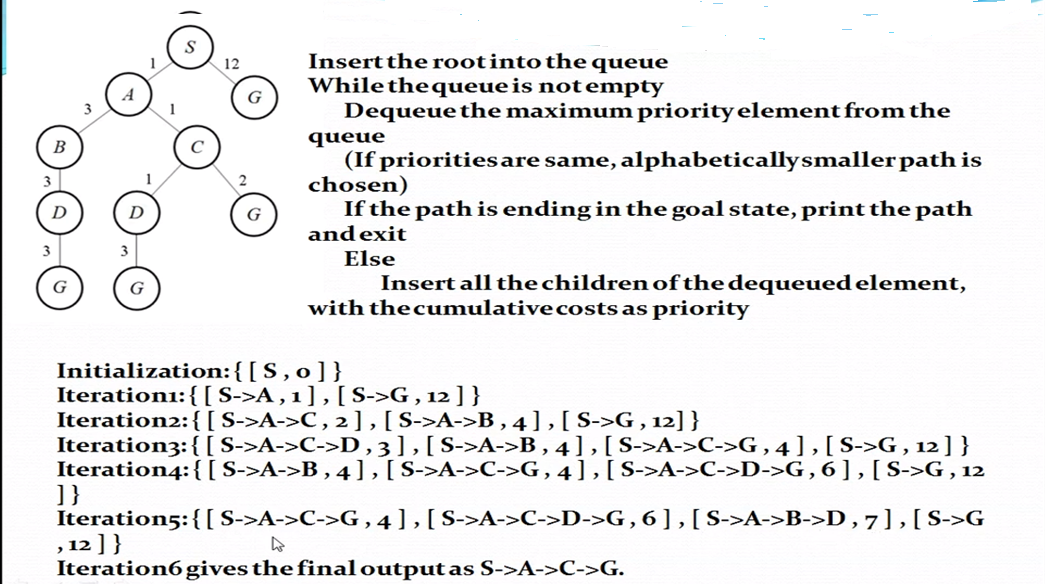 S
1
12
A
G
3
1
B
C
3
1
2
D
D
G
3
3
G
G
Insert the root into the queue
While the queue is not empty
Dequeue the maximum priority element from the
queue
(If priorities are same, alphabetically smaller path is
chosen)
If the path is ending in the goal state, print the path
and exit
Else
Insert all the children of the dequeued element,
with the cumulative costs as priority
Initialization: { [ S , 0 ] }
Iteration1: { [ S->A , 1 ] , [ S->G , 12 ] }
Iteration2: { [ S->A->C , 2 ] , [ S->A->B , 4 ] , [ S->G , 12] }
Iteration3: { [ S->A->C->D , 3 ] , [ S->A->B , 4 ] , [ S->A->C->G , 4 ] , [ S->G , 12 ] }
Iteration4: { [ S->A->B , 4 ] , [ S->A->C->G , 4 ] , [ S->A->C->D->G , 6 ] , [ S->G , 12
] }
Iteration5: { [ S->A->C->G , 4 ] , [ S->A->C->D->G , 6 ] , [ S->A->B->D , 7 ] , [ S->G
, 12 ] }
Iteration6 gives the final output as S->A->C->G.